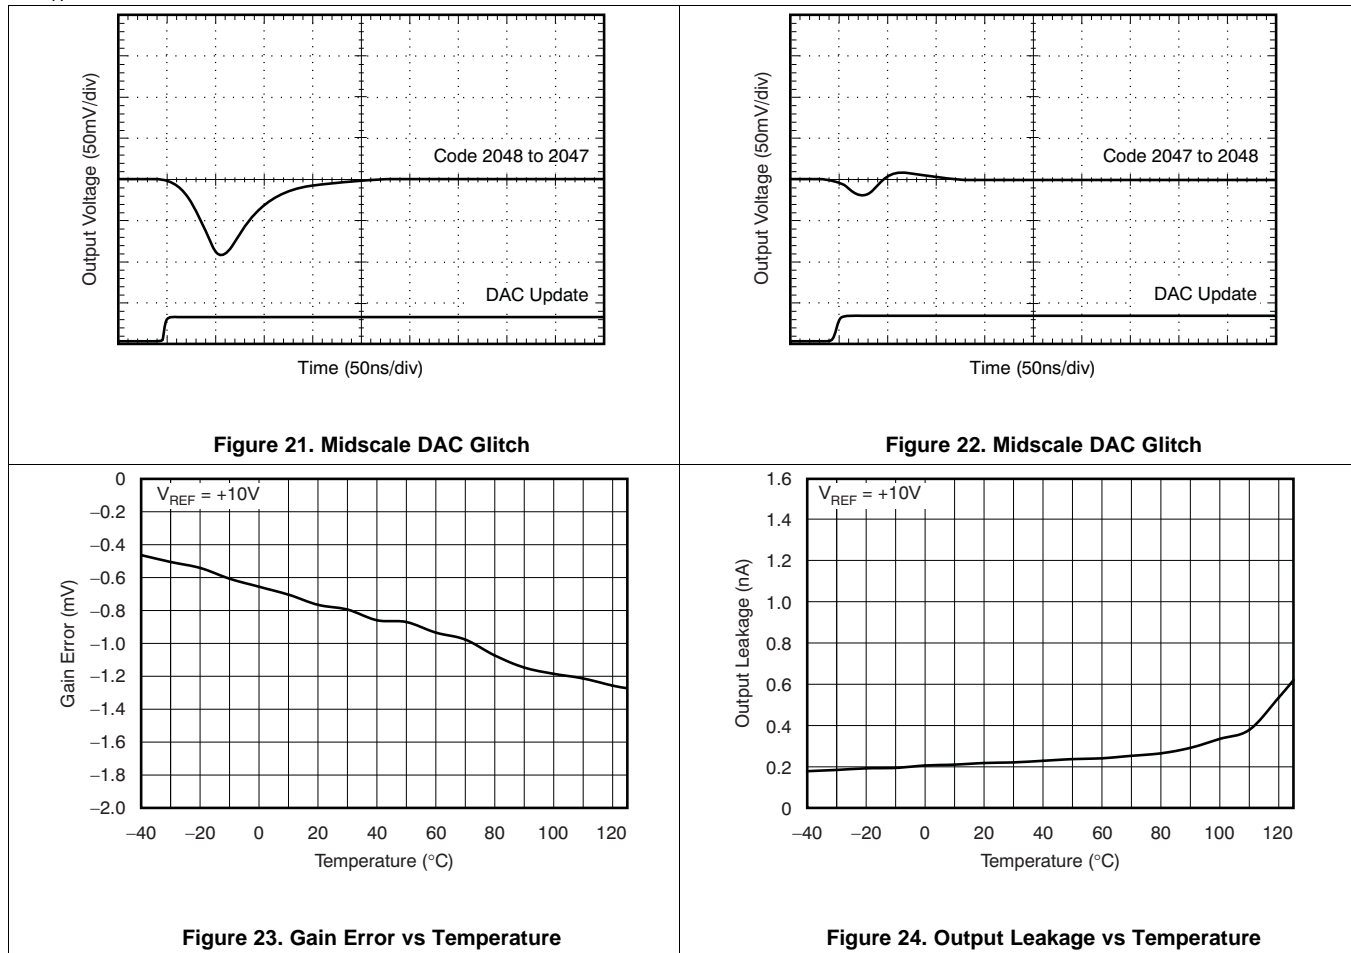 Output Voltage (50mV/div)
Code 2048 to 2047
DAC Update
Time (50ns/div)
Figure 21. Midscale DAC Glitch
Output Voltage (50mV/div)
Code 2047 to 2048
DAC Update
Time (50ns/div)
Figure 22. Midscale DAC Glitch
Gain Error (mV)
0
−0.2
−0.4
−0.6
−0.8
−1.0
−1.2
−1.4
−1.6
−1.8
−2.0
VREF = +10V
−40 −20 0 20 40 60 80 100 120
Temperature (°C)
Figure 23. Gain Error vs Temperature
Output Leakage (nA)
1.6
1.4
1.2
1.0
0.8
0.6
0.4
0.2
0
VREF = +10V
−40 −20 0 20 40 60 80 100 120
Temperature (°C)
Figure 24. Output Leakage vs Temperature